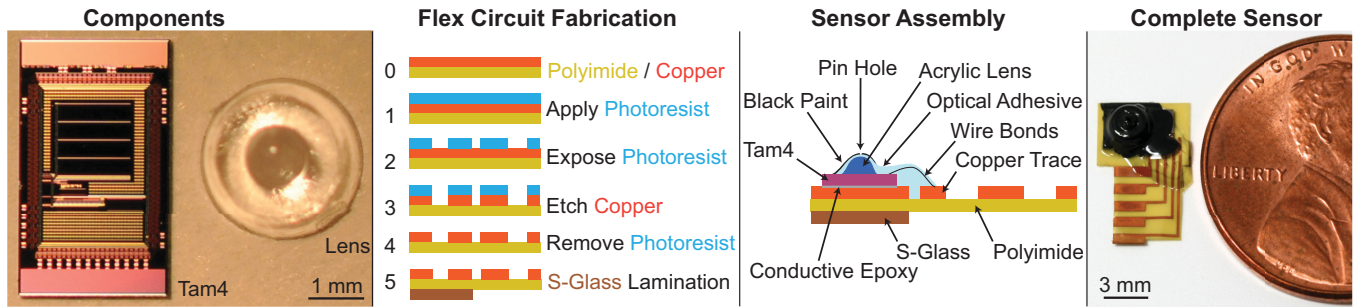 Components
Tam4
Lens
1 mm
Flex Circuit Fabrication
0 Polyimide / Copper
1 Apply Photoresist
2 Expose Photoresist
3 Etch Copper
4 Remove Photoresist
5 S-Glass Lamination
Sensor Assembly
Pin Hole
Acrylic Lens
Black Paint
Optical Adhesive
Wire Bonds
Tam4
Copper Trace
S-Glass
Polyimide
Conductive Epoxy
Complete Sensor
IN GOD W
LIBERTY
3 mm